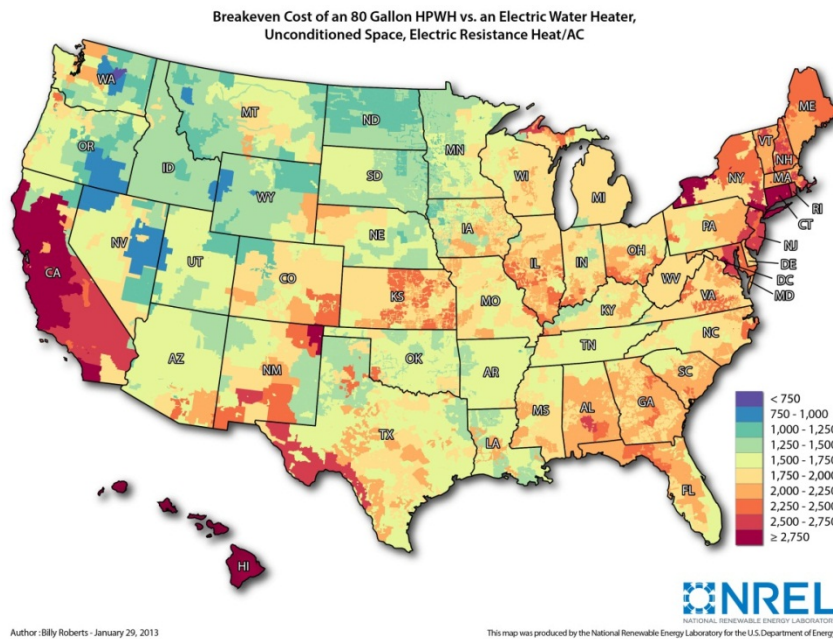 Breakeven Cost of an 80 Gallon HPWH vs. an Electric Water Heater,
Unconditioned Space, Electric Resistance Heat/AC
WA
MT
ND
MN
ME
OR
ID
WY
SD
WI
MI
VT
NH
NY
MA
RI
CT
NV
UT
CO
NE
IA
IL
IN
OH
PA
NJ
DE
DC
MD
CA
KS
MO
KY
WV
VA
AZ
NM
OK
AR
TN
NC
SC
TX
LA
MS
AL
GA
FL
HI
< 750
750 - 1,000
1,000 - 1,250
1,250 - 1,500
1,500 - 1,750
1,750 - 2,000
2,000 - 2,250
2,250 - 2,500
2,500 - 2,750
≥ 2,750
NREL
NATIONAL RENEWABLE ENERGY LABORATORY
Author : Billy Roberts - January 29, 2013
This map was produced by the National Renewable Energy Laboratory for the U.S. Department of Energy